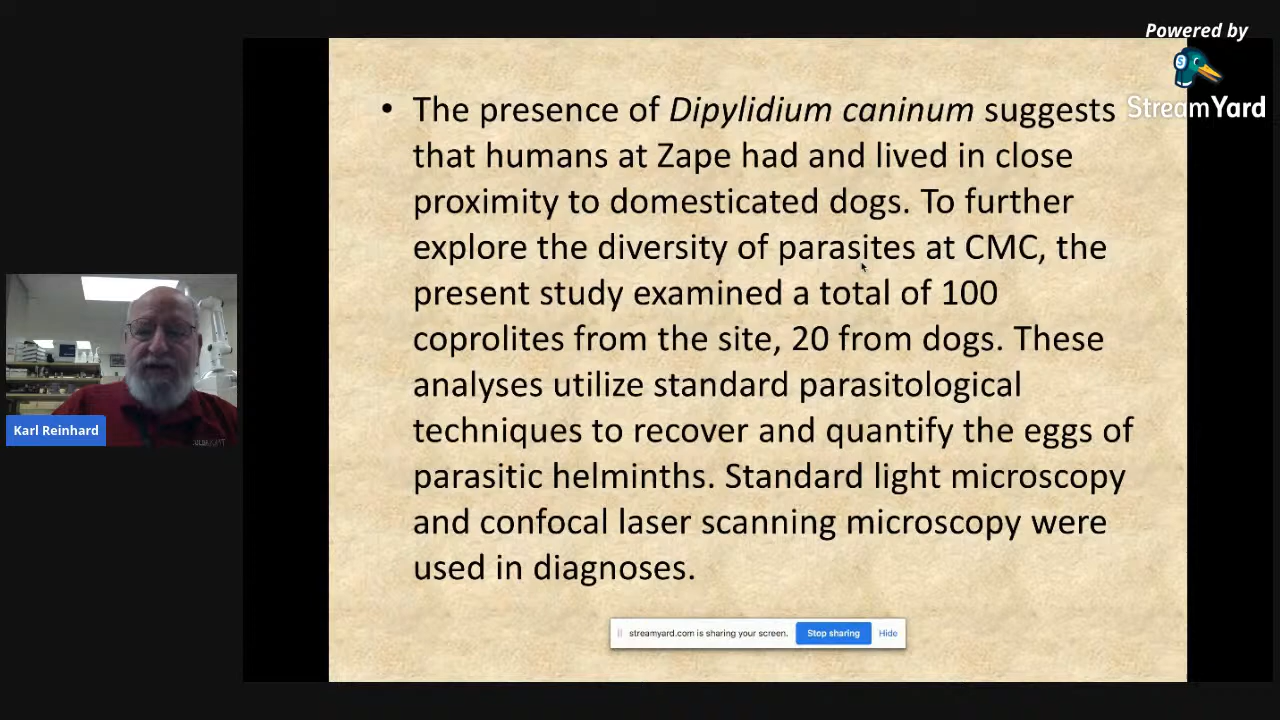 Powered by
StreamYard
• The presence of Dipylidium caninum suggests
that humans at Zape had and lived in close
proximity to domesticated dogs. To further
explore the diversity of parasites at CMC, the
present study examined a total of 100
coprolites from the site, 20 from dogs. These
analyses utilize standard parasitological
techniques to recover and quantify the eggs of
parasitic helminths. Standard light microscopy
and confocal laser scanning microscopy were
used in diagnoses.
Karl Reinhard
streamyard.com is sharing your screen. Stop sharing Hide